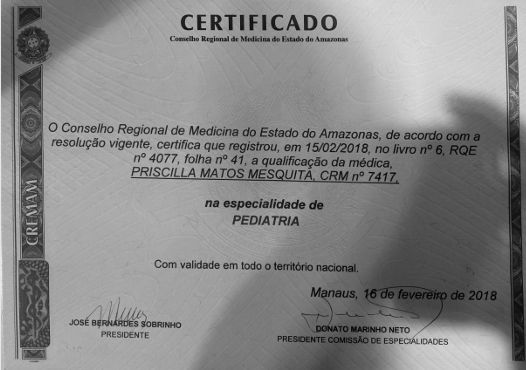 CERTIFICADO
Conselho Regional de Medicina do Estado do Amazonas
O Conselho Regional de Medicina do Estado do Amazonas, de acordo com a
resolução vigente, certifica que registrou, em 15/02/2018, no livro nº 6, RQE
nº 4077, folha nº 41, a qualificação da médica,
PRISCILLA MATOS MESQUITA, CRM nº 7417,
na especialidade de
PEDIATRIA
Com validade em todo o território nacional.
Manaus, 16 de fevereiro de 2018
JOSÉ BERNARDES SOBRINHO
PRESIDENTE
DONATO MARINHO NETO
PRESIDENTE COMISSÃO DE ESPECIALIDADES
CREMAM